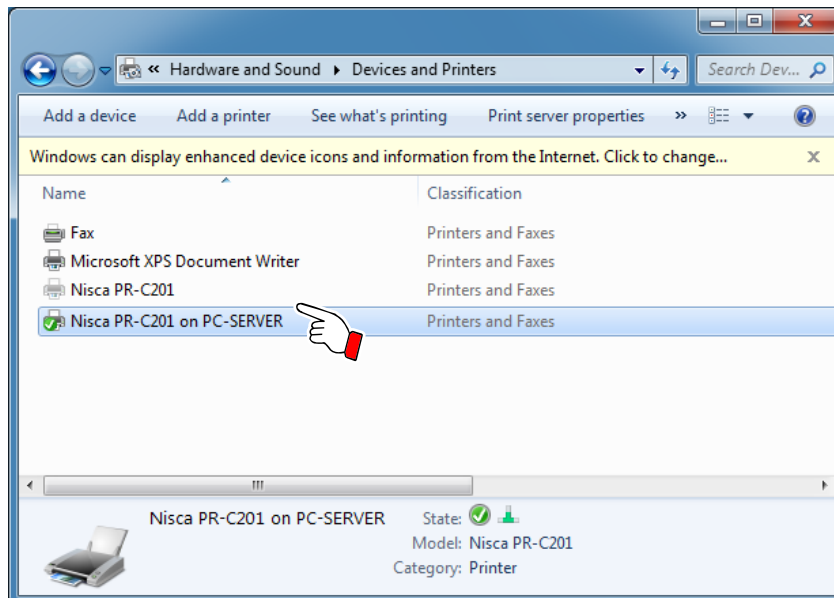 « Hardware and Sound ▸ Devices and Printers Search Dev...
Add a device Add a printer See what's printing Print server properties »
Windows can display enhanced device icons and information from the Internet. Click to change...
Name Classification
Fax Printers and Faxes
Microsoft XPS Document Writer Printers and Faxes
Nisca PR-C201 Printers and Faxes
Nisca PR-C201 on PC-SERVER Printers and Faxes
Nisca PR-C201 on PC-SERVER State:
Model: Nisca PR-C201
Category: Printer